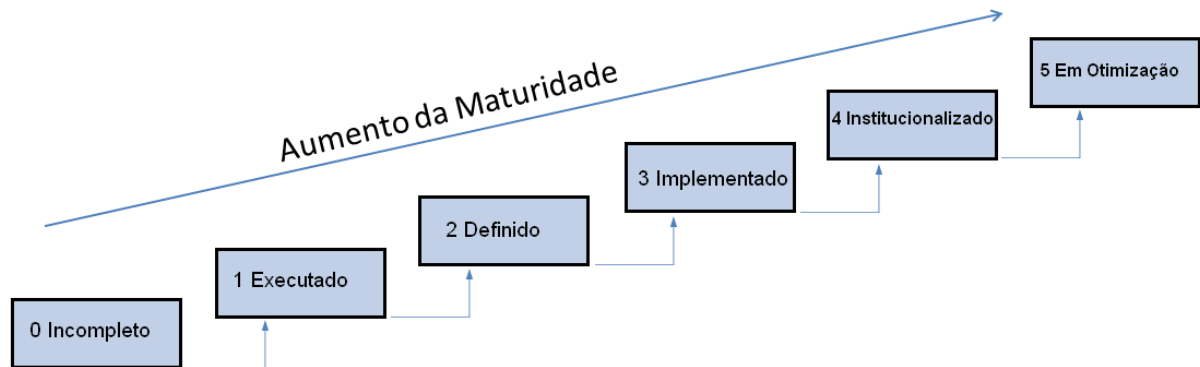 Aumento da Maturidade
5 Em Otimização
4 Institucionalizado
3 Implementado
2 Definido
1 Executado
0 Incompleto